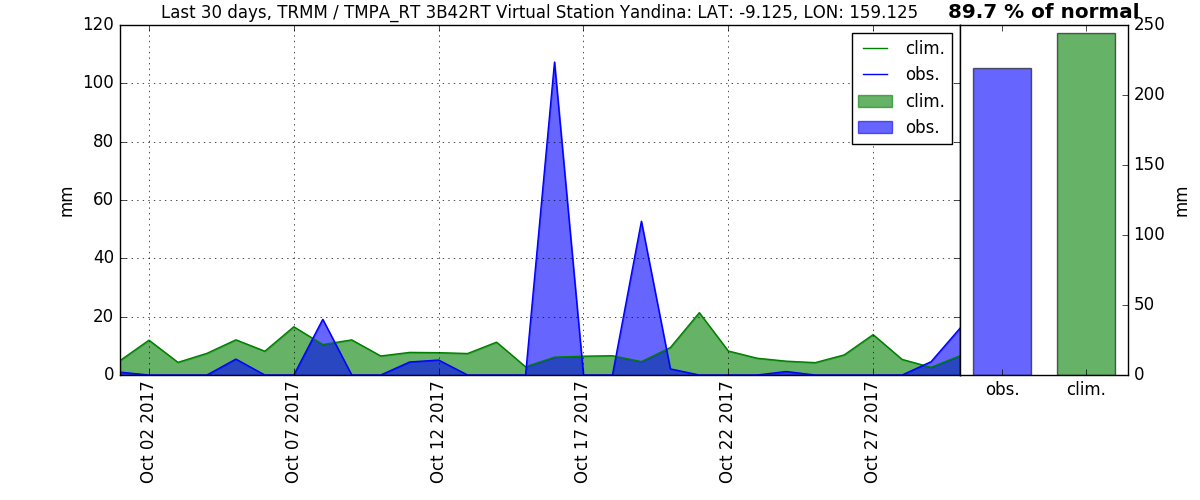 Last 30 days, TRMM / TMPA_RT 3B42RT Virtual Station Yandina: LAT: -9.125, LON: 159.125
89.7 % of normal
120
100
80
60
40
20
0
mm
clim.
obs.
clim.
obs.
Oct 02 2017
Oct 07 2017
Oct 12 2017
Oct 17 2017
Oct 22 2017
Oct 27 2017
250
200
150
100
50
0
mm
obs.
clim.